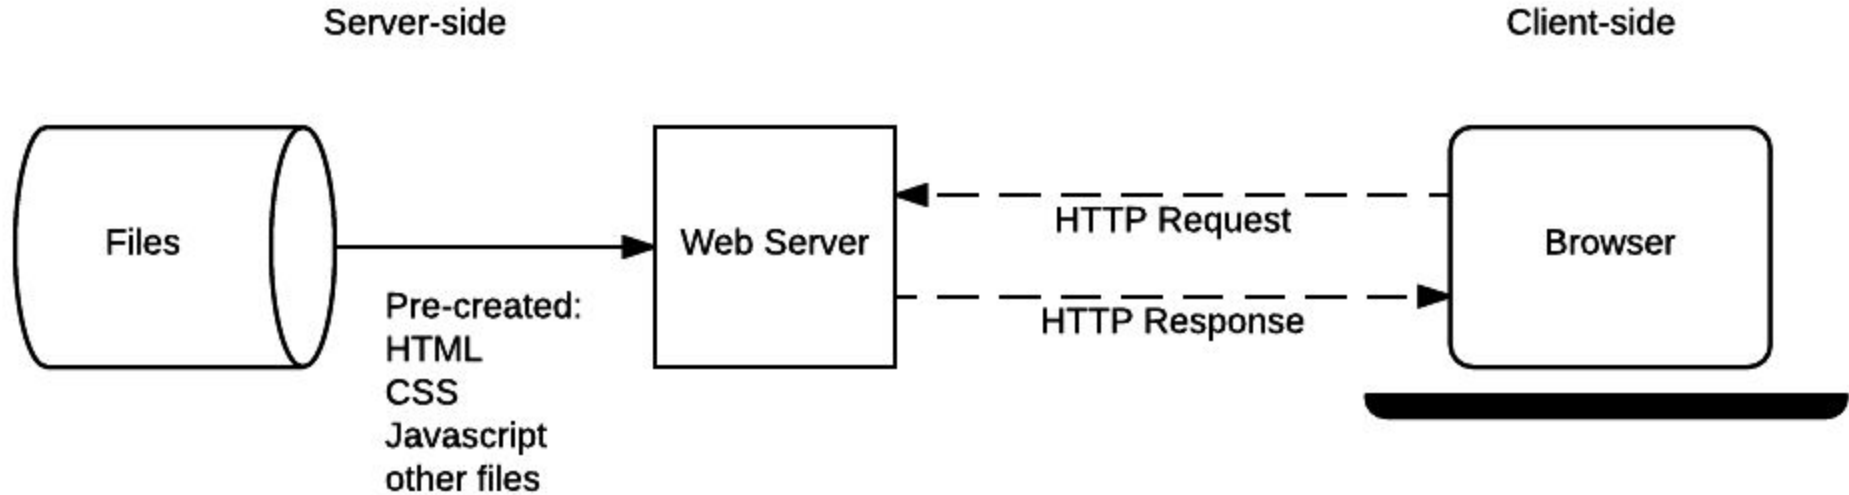 Server-side
Client-side
Files
Web Server
Browser
HTTP Request
HTTP Response
Pre-created:
HTML
CSS
Javascript
other files